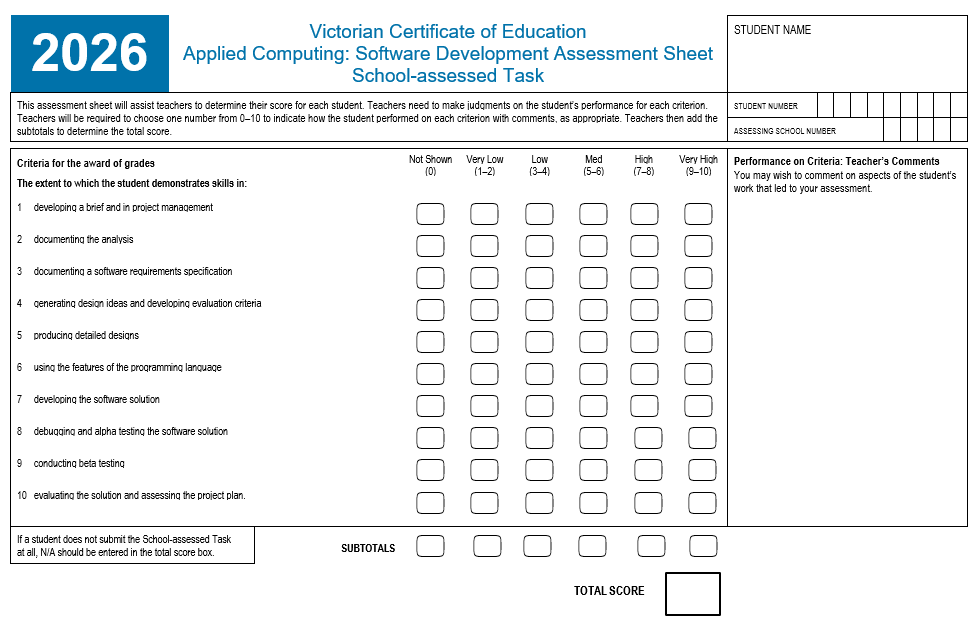 2026
Victorian Certificate of Education
Applied Computing: Software Development Assessment Sheet
School-assessed Task
STUDENT NAME
This assessment sheet will assist teachers to determine their score for each student. Teachers need to make judgments on the student's performance for each criterion.
Teachers will be required to choose one number from 0–10 to indicate how the student performed on each criterion with comments, as appropriate. Teachers then add the
subtotals to determine the total score.
STUDENT NUMBER
ASSESSING SCHOOL NUMBER
Criteria for the award of grades
The extent to which the student demonstrates skills in:
Not Shown Very Low Low Med High Very High
(0) (1–2) (3–4) (5–6) (7–8) (9–10)
Performance on Criteria: Teacher's Comments
You may wish to comment on aspects of the student's
work that led to your assessment.
1 developing a brief and in project management
2 documenting the analysis
3 documenting a software requirements specification
4 generating design ideas and developing evaluation criteria
5 producing detailed designs
6 using the features of the programming language
7 developing the software solution
8 debugging and alpha testing the software solution
9 conducting beta testing
10 evaluating the solution and assessing the project plan.
If a student does not submit the School-assessed Task
at all, N/A should be entered in the total score box.
SUBTOTALS
TOTAL SCORE